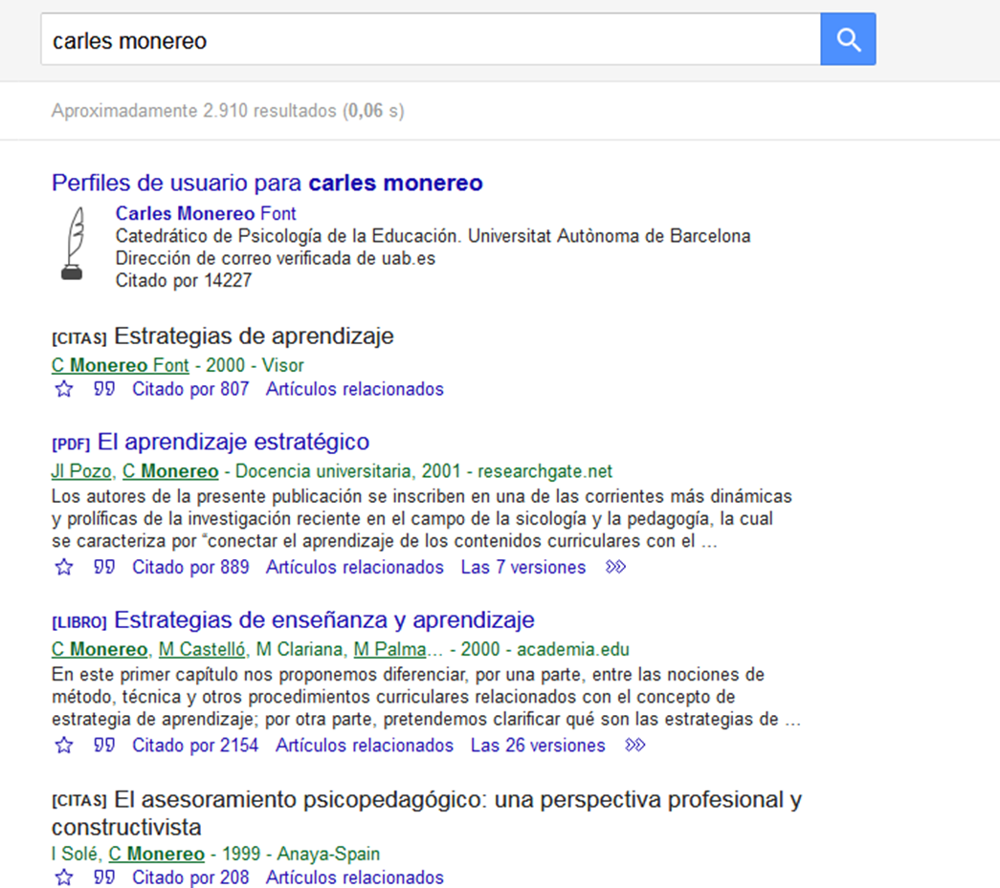 carles monereo
Aproximadamente 2.910 resultados (0,06 s)
Perfiles de usuario para carles monereo
Carles Monereo Font
Catedrático de Psicología de la Educación. Universitat Autònoma de Barcelona
Dirección de correo verificada de uab.es
Citado por 14227
[CITAS] Estrategias de aprendizaje
C Monereo Font - 2000 - Visor
Citado por 807 Artículos relacionados
[PDF] El aprendizaje estratégico
JI Pozo, C Monereo - Docencia universitaria, 2001 - researchgate.net
Los autores de la presente publicación se inscriben en una de las corrientes más dinámicas
y prolíficas de la investigación reciente en el campo de la sicología y la pedagogía, la cual
se caracteriza por “conectar el aprendizaje de los contenidos curriculares con el …
Citado por 889 Artículos relacionados Las 7 versiones
[LIBRO] Estrategias de enseñanza y aprendizaje
C Monereo, M Castelló, M Clariana, M Palma… - 2000 - academia.edu
En este primer capítulo nos proponemos diferenciar, por una parte, entre las nociones de
método, técnica y otros procedimientos curriculares relacionados con el concepto de
estrategia de aprendizaje; por otra parte, pretendemos clarificar qué son las estrategias de …
Citado por 2154 Artículos relacionados Las 26 versiones
[CITAS] El asesoramiento psicopedagógico: una perspectiva profesional y
constructivista
I Solé, C Monereo - 1999 - Anaya-Spain
Citado por 208 Artículos relacionados